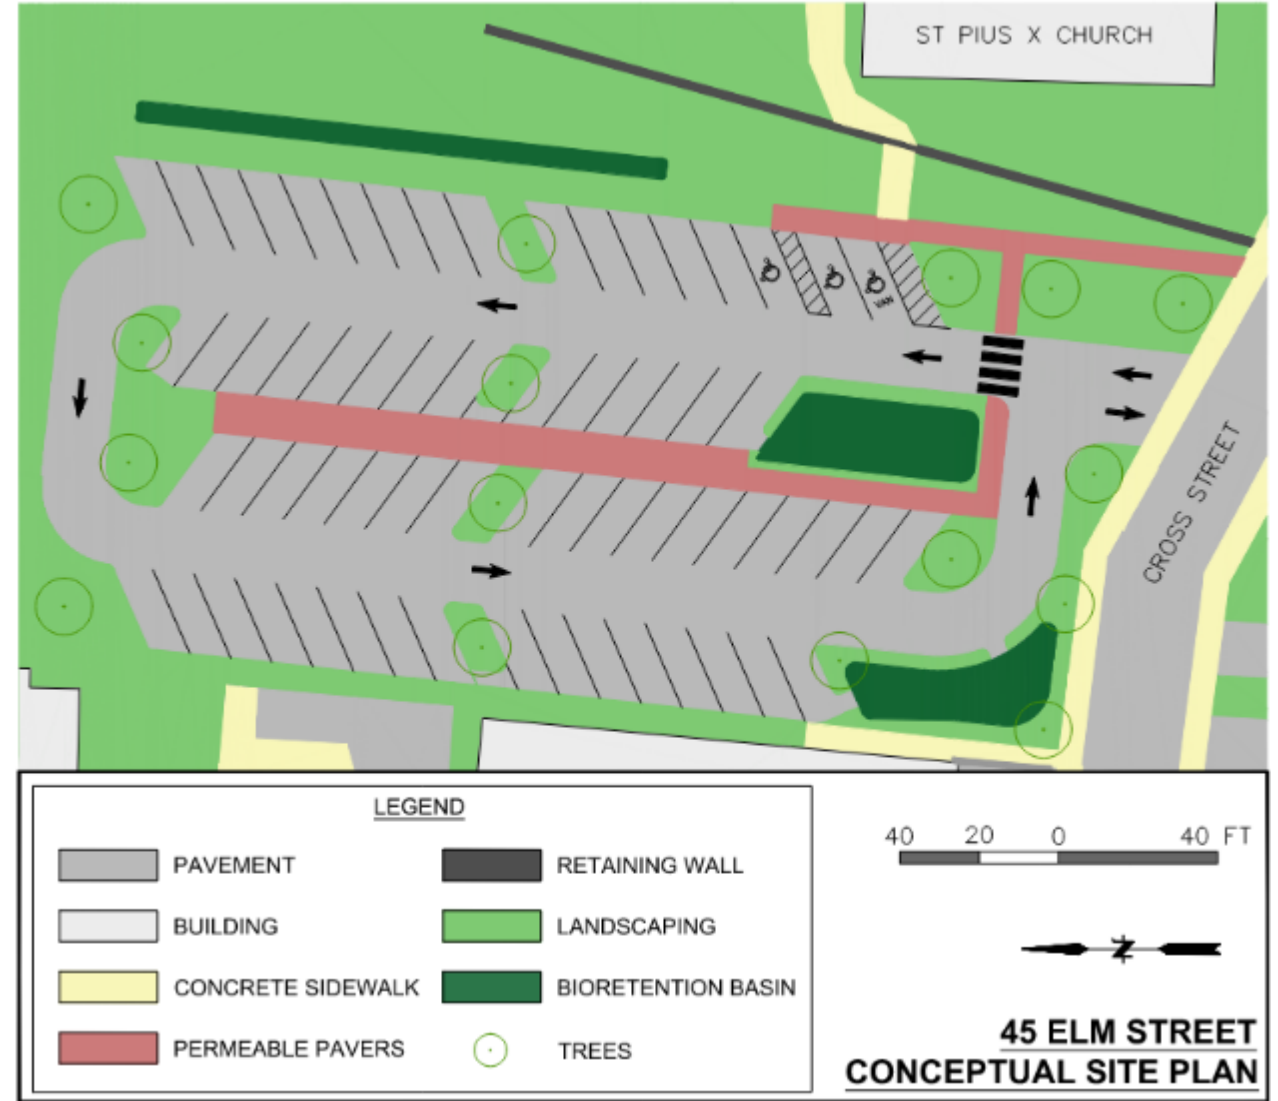 ST PIUS X CHURCH
VAN
CROSS STREET
LEGEND
PAVEMENT
BUILDING
CONCRETE SIDEWALK
PERMEABLE PAVERS
RETAINING WALL
LANDSCAPING
BIORETENTION BASIN
TREES
40 20 0 40 FT
N
45 ELM STREET
CONCEPTUAL SITE PLAN